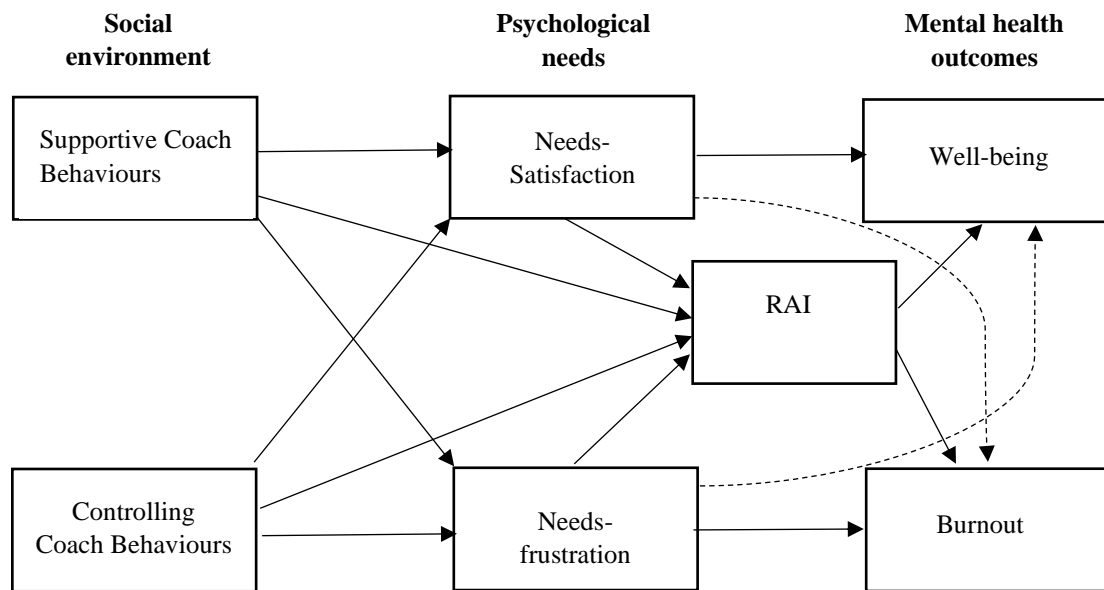 Social
environment
Psychological
needs
Mental health
outcomes
Supportive Coach
Behaviours
Needs-
Satisfaction
Well-being
RAI
Controlling
Coach Behaviours
Needs-
frustration
Burnout